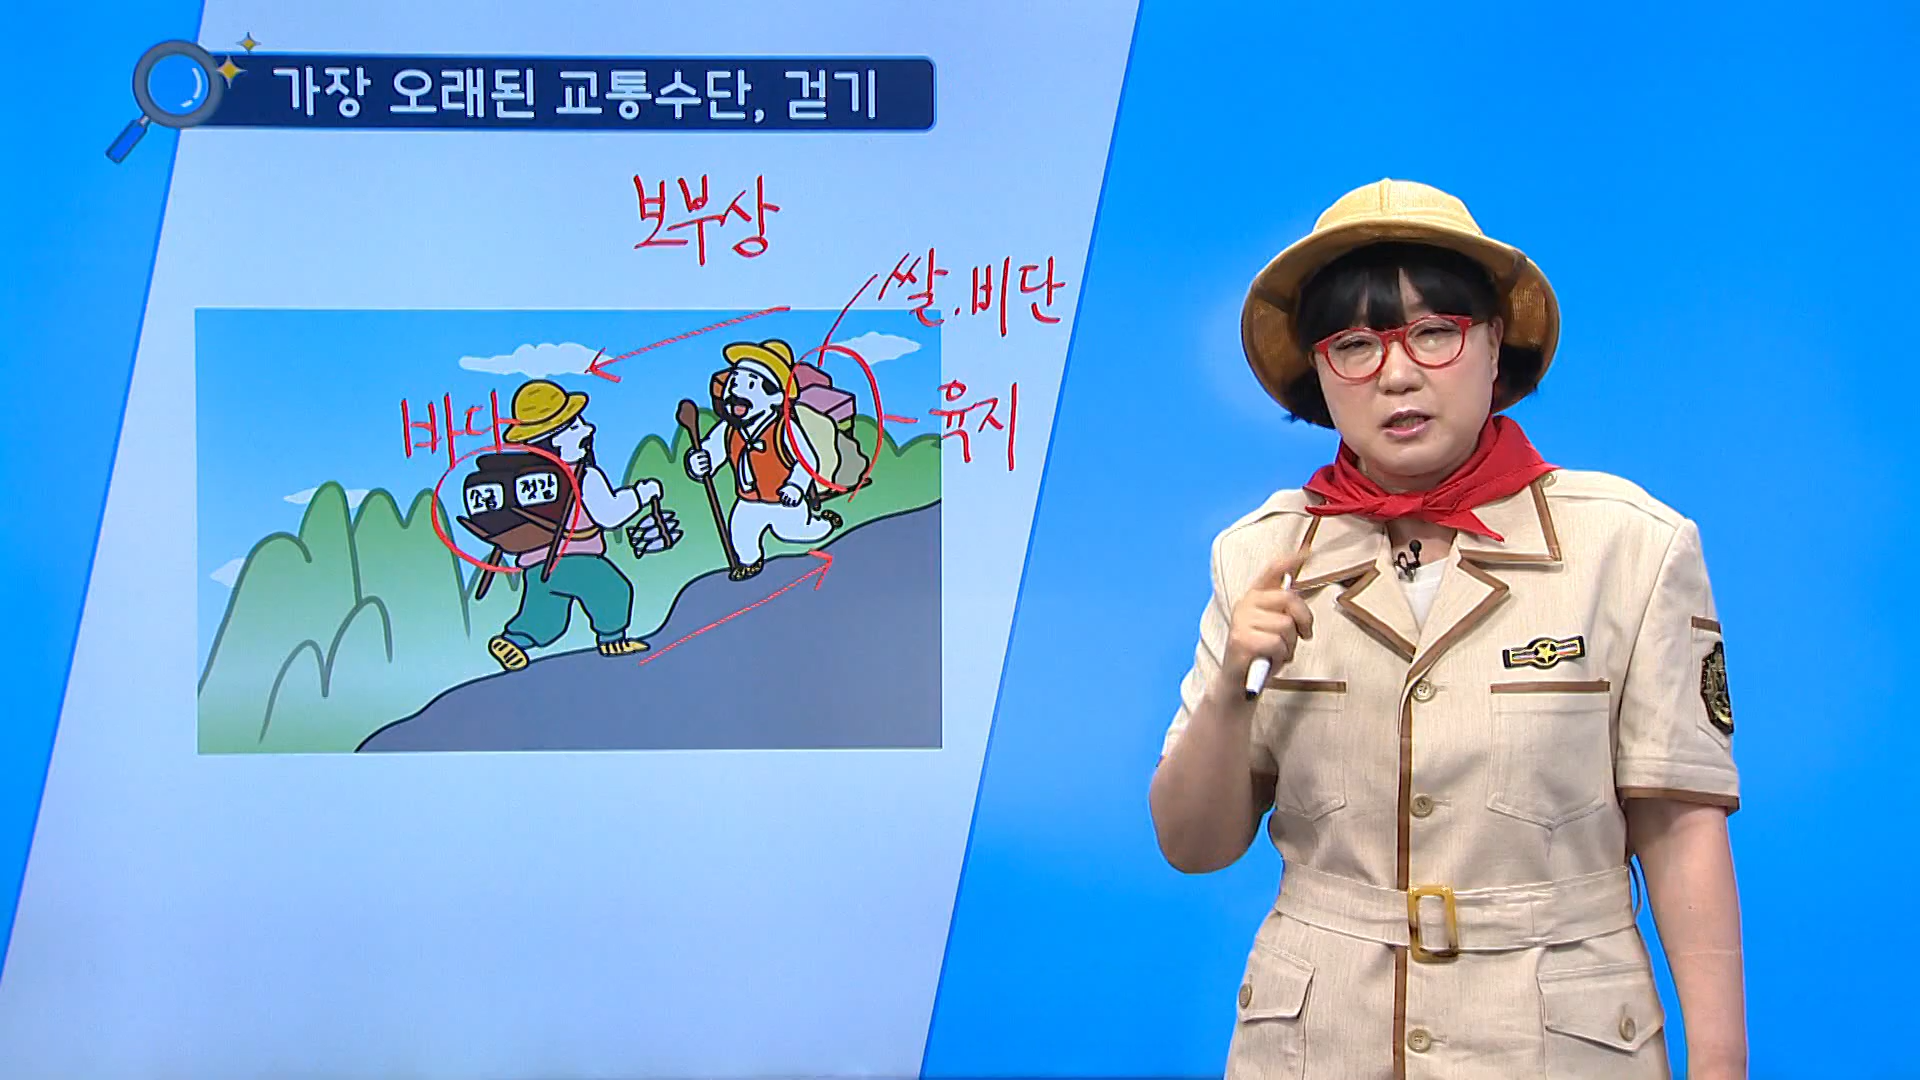 가장 오래된 교통수단, 걷기
보부상
쌀.비단
바다
육지
소금 젓갈